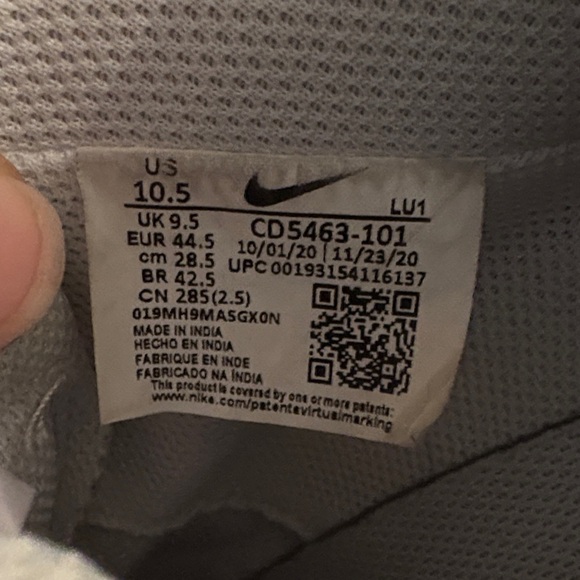 US
10.5
LU1
UK 9.5
CD5463-101
EUR 44.5
10/01/20 | 11/23/20
cm 28.5
UPC 00193154116137
BR 42.5
CN 285(2.5)
019MH9MA5GX0N
MADE IN INDIA
HECHO EN INDIA
FABRIQUE EN INDE
FABRICADO NA ÍNDIA
This product is covered by one or more patents:
www.nike.com/patentsvirtualmarking